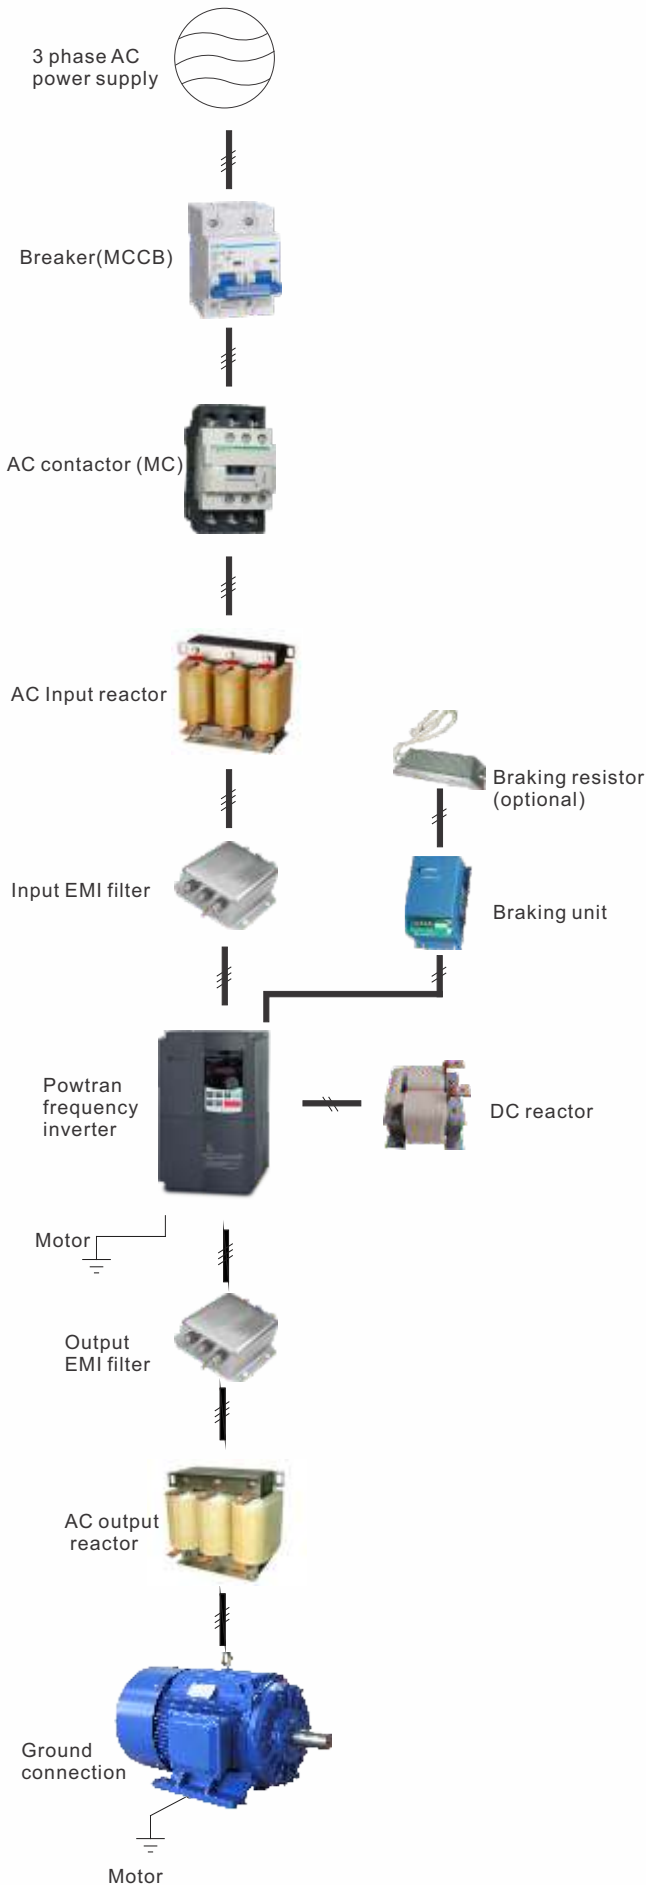 3 phase AC
power supply
Breaker(MCCB)
AC contactor (MC)
AC Input reactor
Braking resistor
(optional)
Input EMI filter
Braking unit
Powtran
frequency
inverter
DC reactor
Motor
Output
EMI filter
AC output
reactor
Ground
connection
Motor